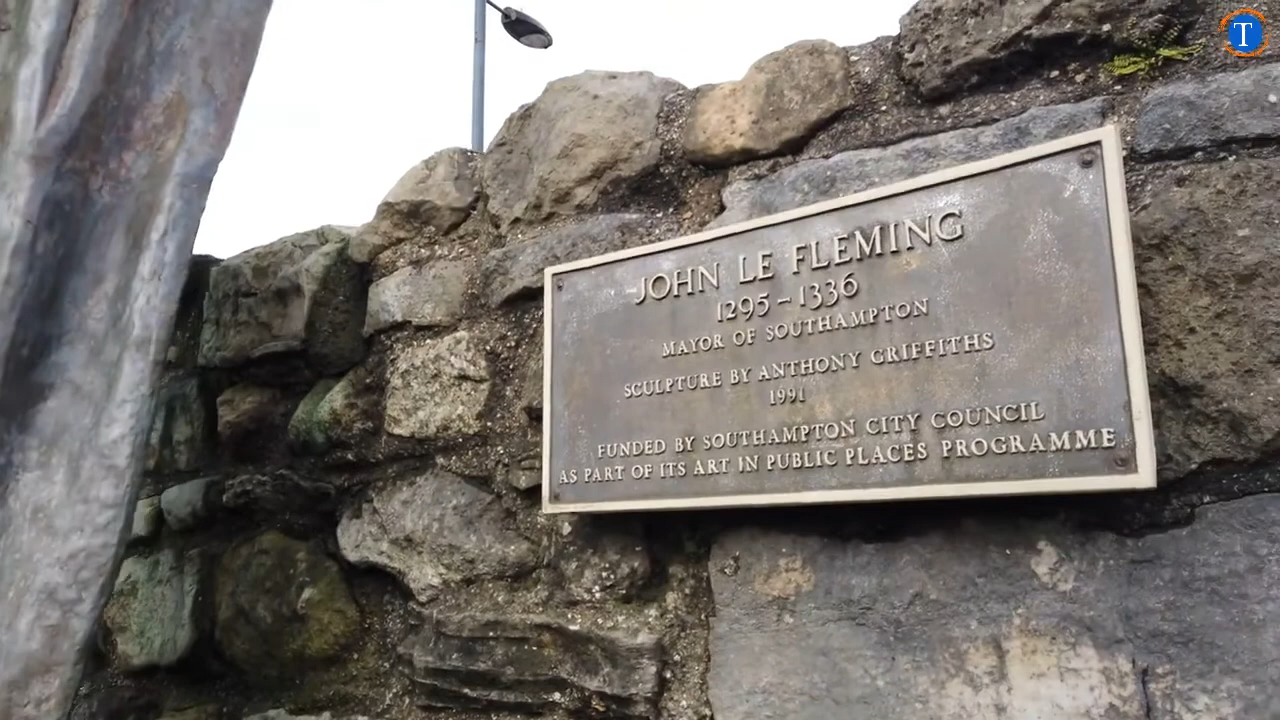 T
JOHN LE FLEMING
1295-1336
MAYOR OF SOUTHAMPTON
SCULPTURE BY ANTHONY GRIFFITHS
1991
FUNDED BY SOUTHAMPTON CITY COUNCIL
AS PART OF ITS ART IN PUBLIC PLACES PROGRAMME